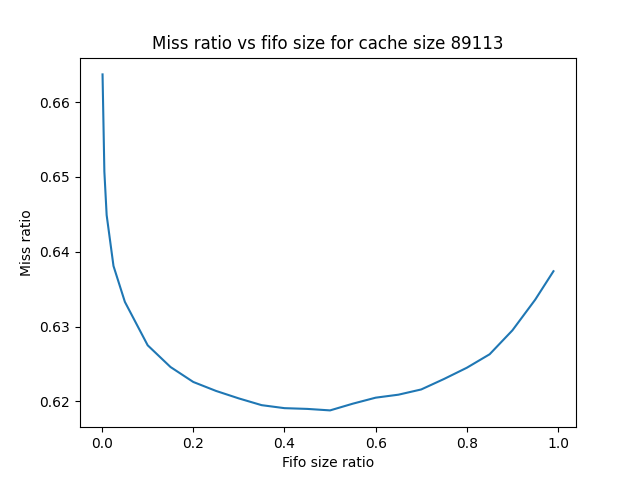 Miss ratio vs fifo size for cache size 89113
0.66
0.65
0.64
0.63
0.62
Miss ratio
0.0 0.2 0.4 0.6 0.8 1.0
Fifo size ratio